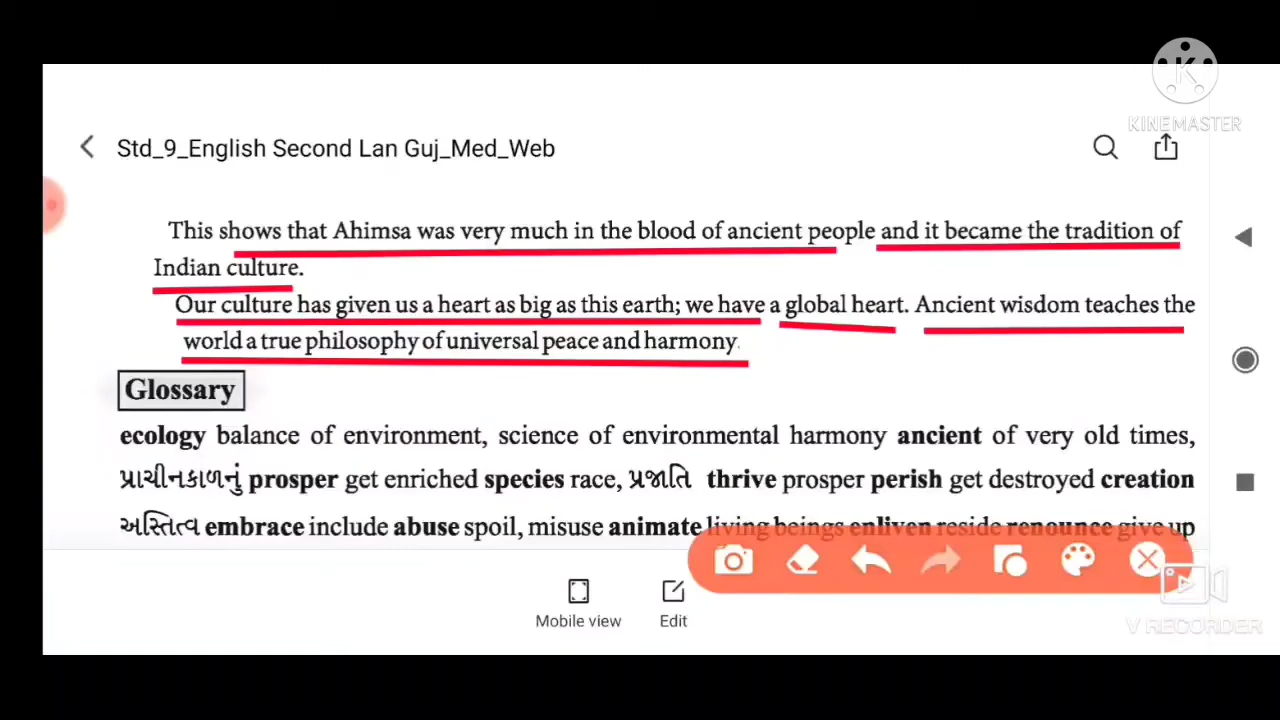 KINEMASTER
Std_9_English Second Lan Guj_Med_Web
This shows that Ahimsa was very much in the blood of ancient people and it became the tradition of
Indian culture.
Our culture has given us a heart as big as this earth; we have a global heart. Ancient wisdom teaches the
world a true philosophy of universal peace and harmony.
Glossary
ecology balance of environment, science of environmental harmony ancient of very old times,
પ્રાચીનકાળનું prosper get enriched species race, પ્રજાતિ thrive prosper perish get destroyed creation
અસ્તિત્વ embrace include abuse spoil, misuse animate living beings enliven reside renounce give up
Mobile view
Edit
V RECORDER